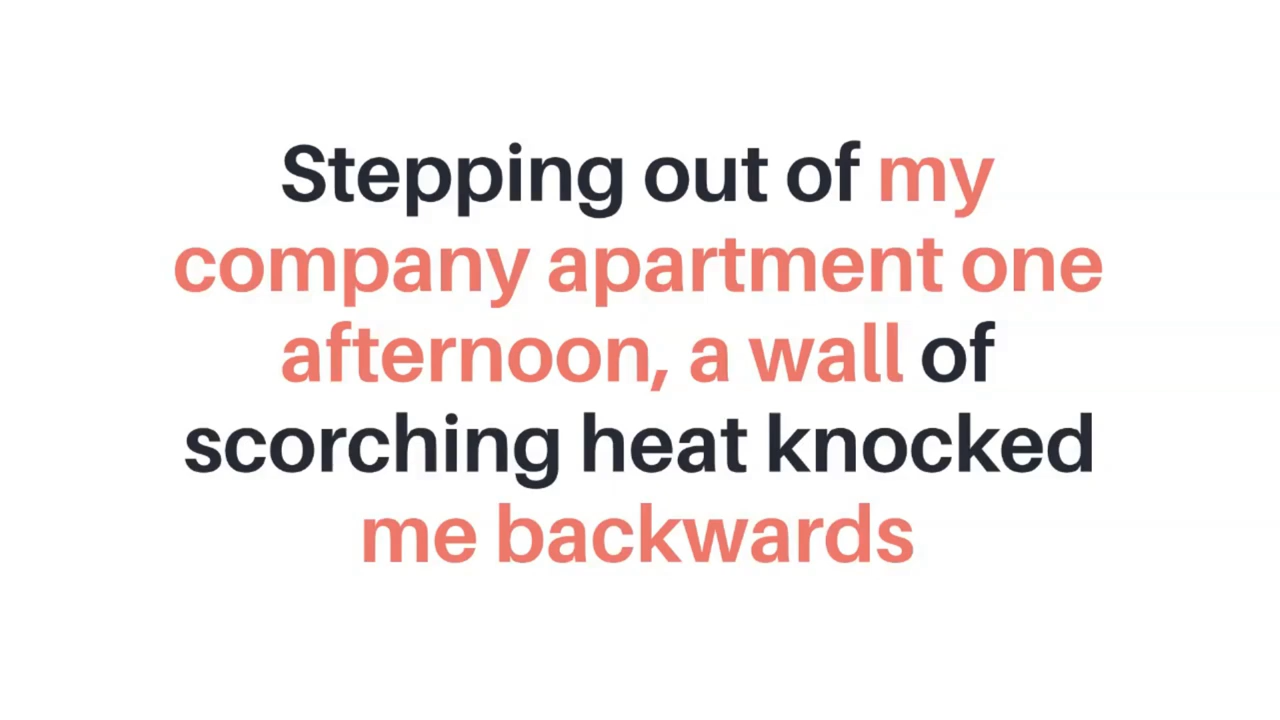 Stepping out of my
company apartment one
afternoon, a wall of
scorching heat knocked
me backwards